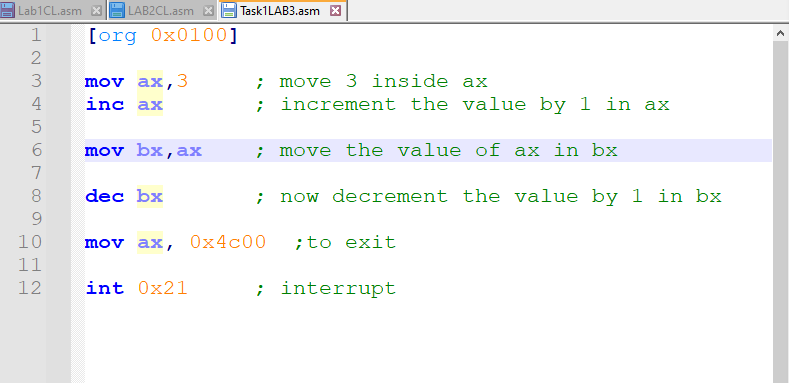 Lab1CL.asm LAB2CL.asm Task1LAB3.asm
1 [org 0x0100]
2
3 mov ax,3 ; move 3 inside ax
4 inc ax ; increment the value by 1 in ax
5
6 mov bx,ax ; move the value of ax in bx
7
8 dec bx ; now decrement the value by 1 in bx
9
10 mov ax, 0x4c00 ;to exit
11
12 int 0x21 ; interrupt